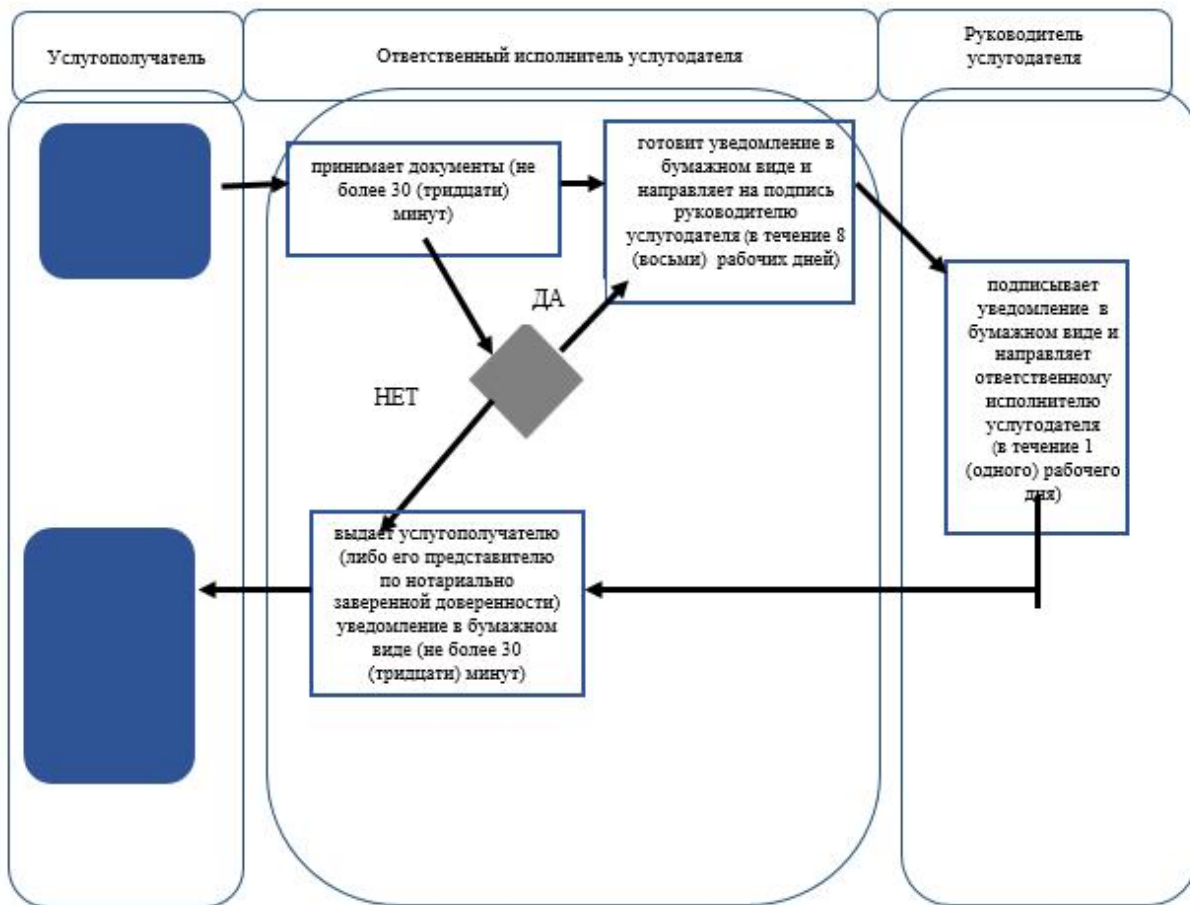 Услугополучатель
Ответственный исполнитель услугодателя
Руководитель
услугодателя
принимает документы (не
более 30 (тридцати)
минут)
готовит уведомление в
бумажном виде и
направляет на подпись
руководителю
услугодателя (в течение 8
(восьми) рабочих дней)
ДА
НЕТ
подписывает
уведомление в
бумажном виде и
направляет
ответственному
исполнителю
услугодателя
(в течение 1
(одного) рабочего
дня)
выдает услугополучателю
(либо его представителю
по нотариально
заверенной доверенности)
уведомление в бумажном
виде (не более 30
(тридцати) минут)